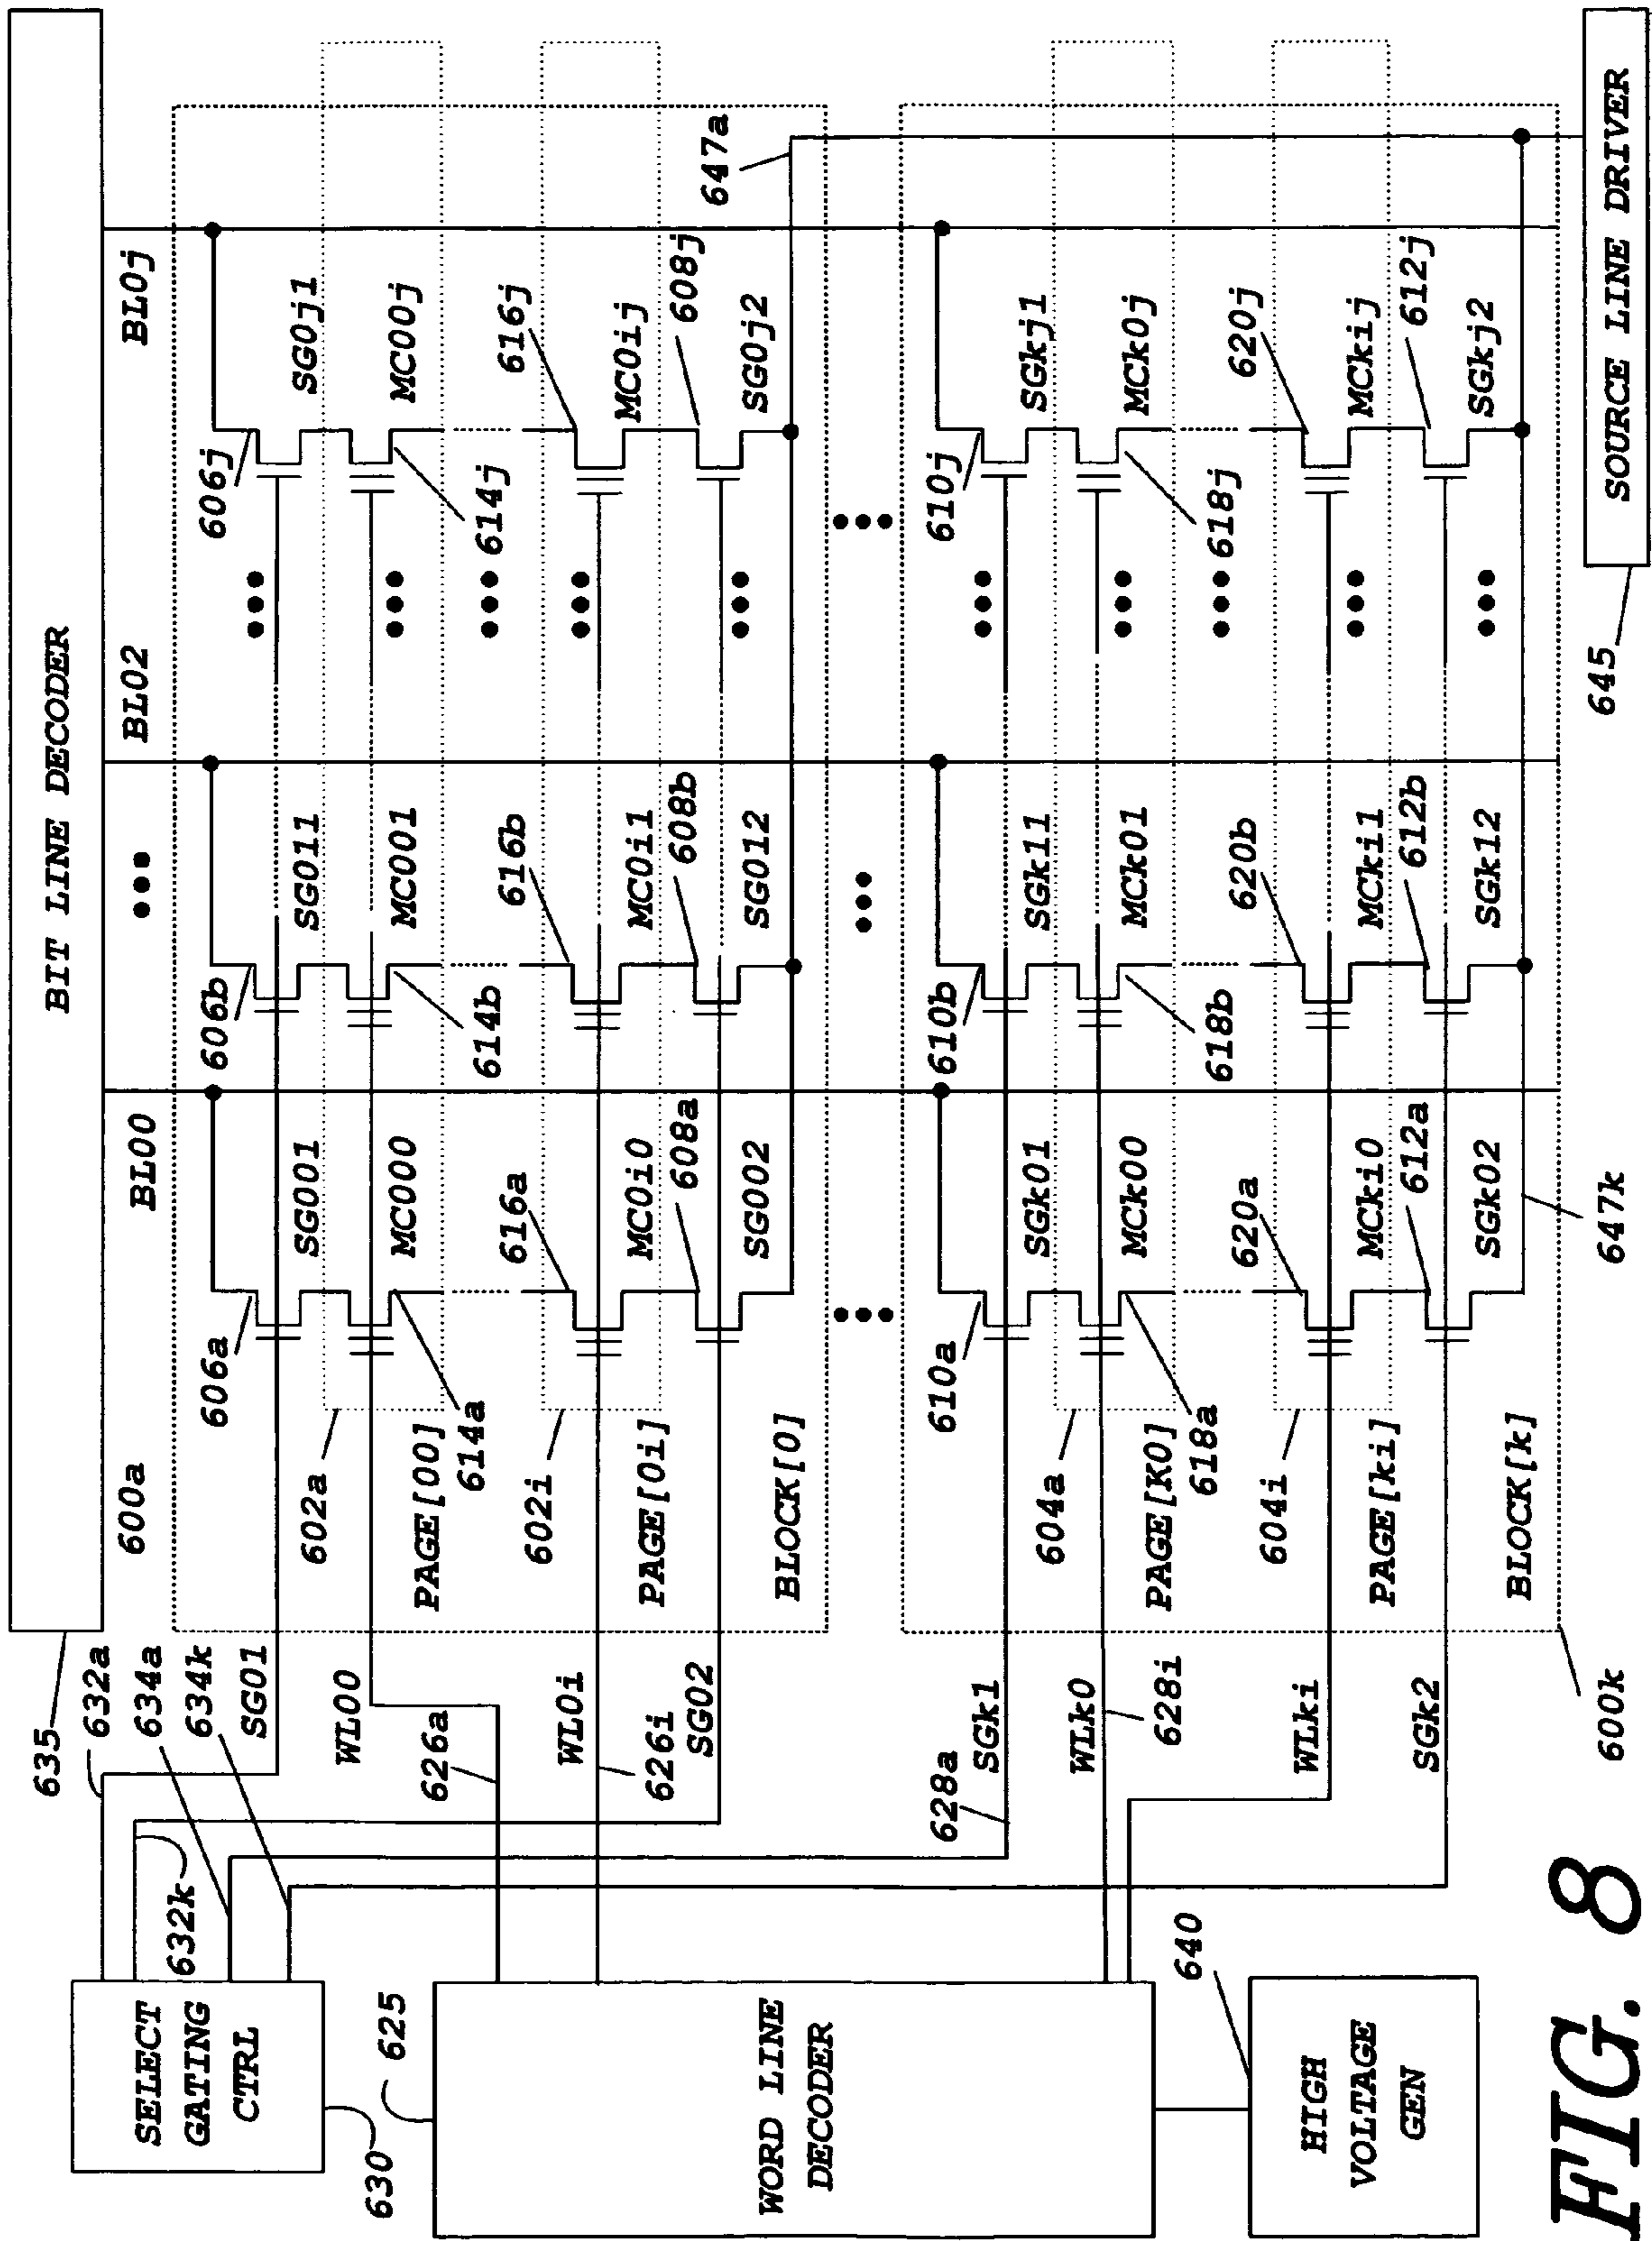 BIT LINE DECODER
635
632a
634a
634k
SG01
600a
BL00
BL02
BL0j
606a
606b
606j
SG001
SG011
SG0j1
602a
MC000
MC001
MC00j
WL00
PAGE[00]
614a
614b
614j
626a
602i
616a
616b
616j
WL0i
MC0i0
MC0i1
MC0ij
626i
PAGE[0i]
608a
608b
608j
647a
SG02
SG002
SG012
SG0j2
BLOCK[0]
SELECT
GATING
CTRL
632k
630
625
WORD LINE
DECODER
640
HIGH
VOLTAGE
GEN
628a
610a
610b
610j
SGk1
SGk01
SGk11
SGkj1
604a
WLk0
MCk00
MCk01
MCk0j
628i
PAGE[K0]
618a
618b
618j
604i
620a
620b
620j
WLki
MCki0
MCki1
MCkij
PAGE[ki]
612a
612b
612j
SGk2
SGk02
SGk12
SGkj2
BLOCK[k]
600k
647k
645
SOURCE LINE DRIVER
FIG. 8